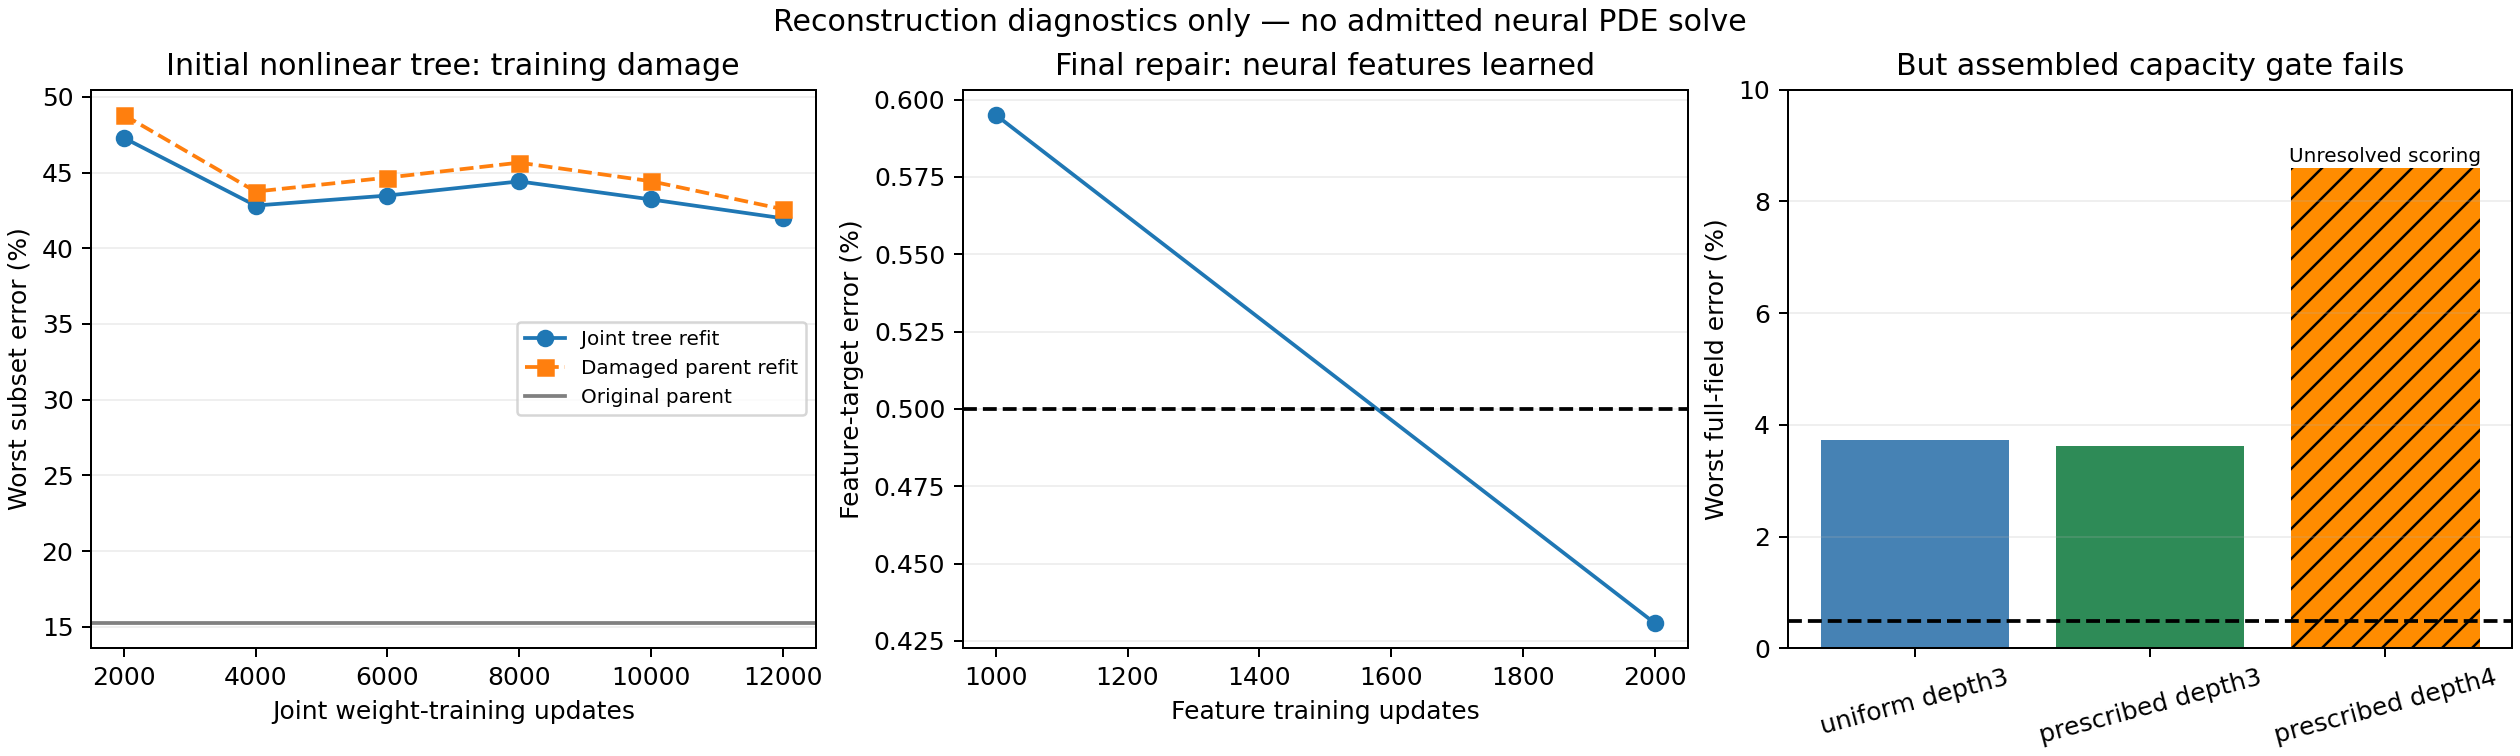 Reconstruction diagnostics only — no admitted neural PDE solve
Initial nonlinear tree: training damage
Worst subset error (%)
50
45
40
35
30
25
20
15
Joint tree refit
Damaged parent refit
Original parent
2000 4000 6000 8000 10000 12000
Joint weight-training updates
Final repair: neural features learned
Feature-target error (%)
0.600
0.575
0.550
0.525
0.500
0.475
0.450
0.425
1000 1200 1400 1600 1800 2000
Feature training updates
But assembled capacity gate fails
Worst full-field error (%)
10
8
6
4
2
0
Unresolved scoring
uniform depth3
prescribed depth3
prescribed depth4